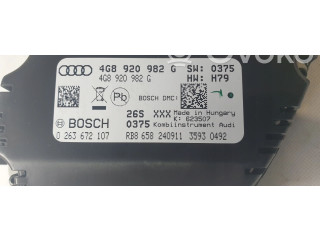 4G8 920 982 G SW: 0375
4G8 920 982 G HW: H79
Pb BOSCH DMC:
26S XXX Made in Hungary
K: 623507
BOSCH 0375 Kombiinstrument Audi
0 263 672 107 RB8 658 240911 3593 0492